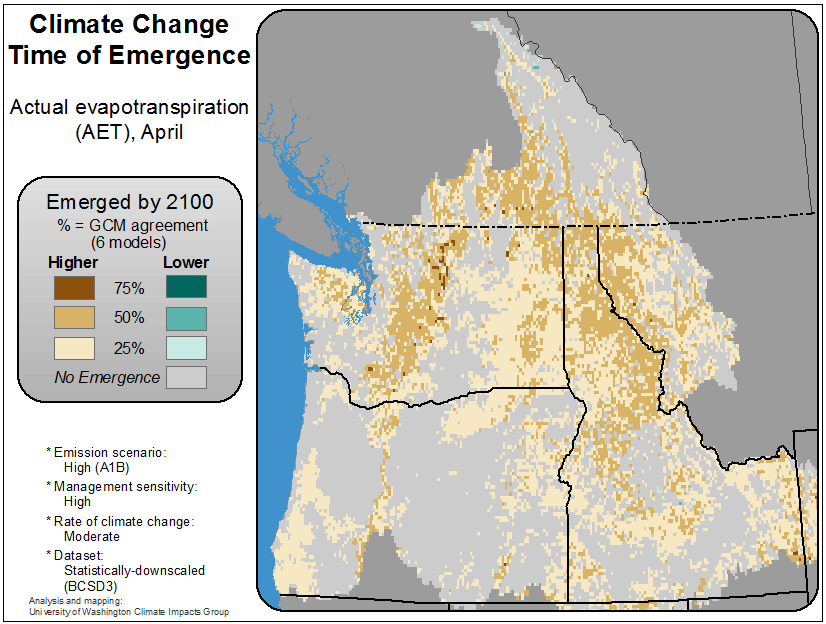 Climate Change
Time of Emergence
Actual evapotranspiration
(AET), April
Emerged by 2100
% = GCM agreement
(6 models)
Higher Lower
75%
50%
25%
No Emergence
* Emission scenario:
High (A1B)
* Management sensitivity:
High
* Rate of climate change:
Moderate
* Dataset:
Statistically-downscaled
(BCSD3)
Analysis and mapping:
University of Washington Climate Impacts Group